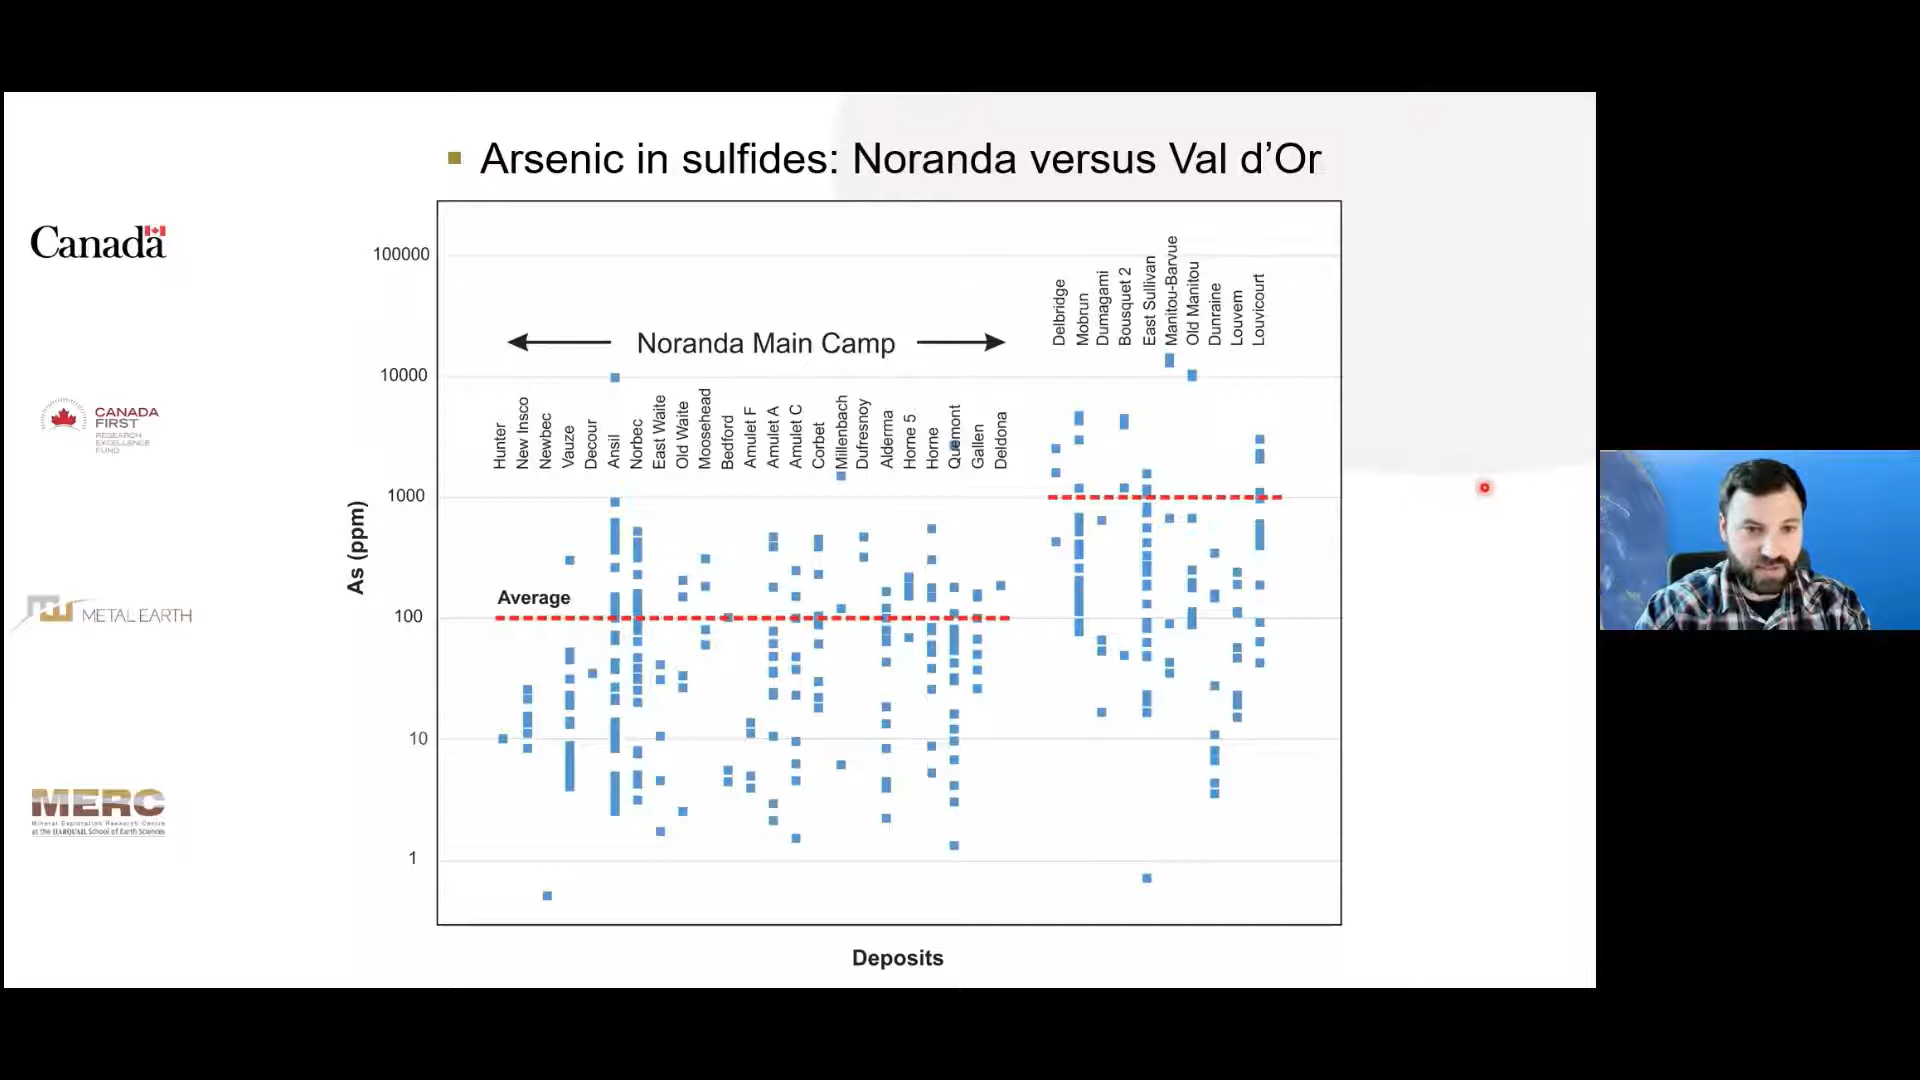 Arsenic in sulfides: Noranda versus Val d'Or
Canada
CANADA
FIRST
RESEARCH
EXCELLENCE
FUND
METAL EARTH
MERC
Mineral Exploration Research Centre
at the HARQUAIL School of Earth Sciences
100000
10000
1000
100
10
1
As (ppm)
Noranda Main Camp
Average
Hunter
New Insco
Newbec
Vauze
Decour
Ansil
Norbec
East Waite
Old Waite
Moosehead
Bedford
Amulet F
Amulet A
Amulet C
Corbet
Millenbach
Dufresnoy
Alderma
Horne 5
Horne
Quemont
Gallen
Deldona
Delbridge
Mobrun
Dumagami
Bousquet 2
East Sullivan
Manitou-Barvue
Old Manitou
Dunraine
Louvem
Louvicourt
Deposits